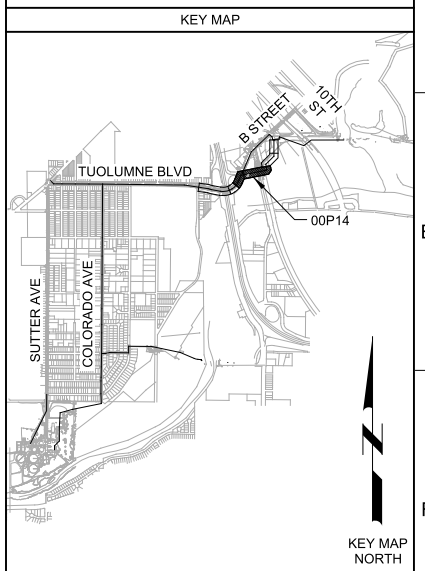 KEY MAP
B STREET
10TH
ST
TUOLUMNE BLVD
00P14
SUTTER AVE
COLORADO AVE
E
F
N
KEY MAP
NORTH